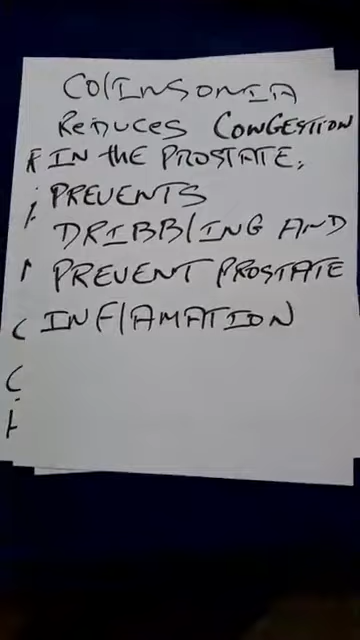 COlINSONIA
REDUCES CONGESTION
IN the PROSTATE,
PREVENTS
DRIBBlING AND
PREVENT PROSTATE
INFlAMATION